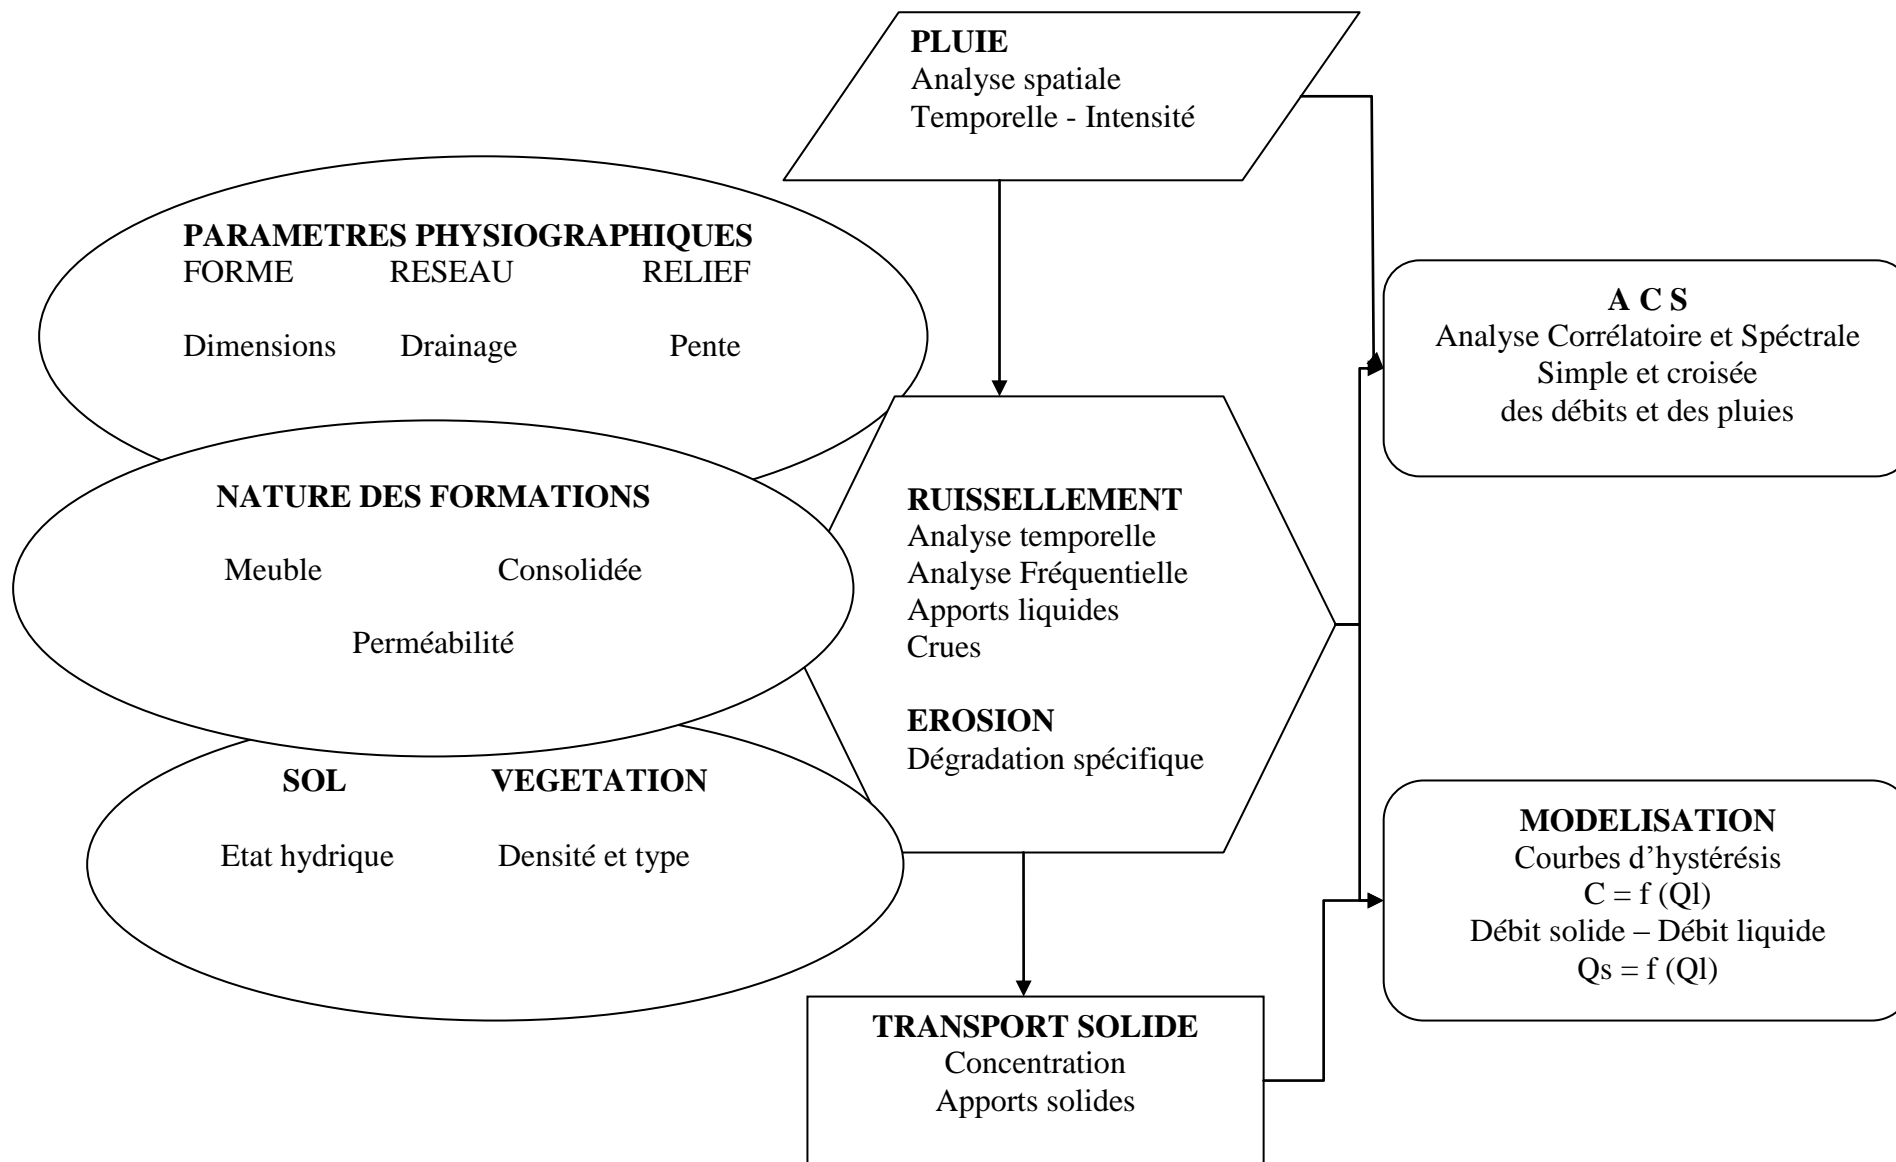 PLUIE
Analyse spatiale
Temporelle - Intensité
PARAMETRES PHYSIOGRAPHIQUES
FORME RESEAU RELIEF
Dimensions Drainage Pente
NATURE DES FORMATIONS
Meuble Consolidée
Perméabilité
SOL VEGETATION
Etat hydrique Densité et type
RUISSELLEMENT
Analyse temporelle
Analyse Fréquentielle
Apports liquides
Crues
EROSION
Dégradation spécifique
TRANSPORT SOLIDE
Concentration
Apports solides
A C S
Analyse Corrélatoire et Spéctrale
Simple et croisée
des débits et des pluies
MODELISATION
Courbes d’hystérésis
C = f (Ql)
Débit solide – Débit liquide
Qs = f (Ql)